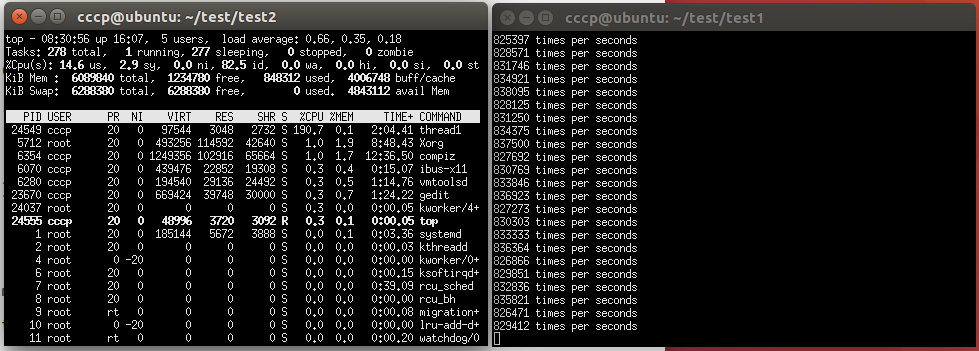 cccp@ubuntu: ~/test/test2
top - 08:30:56 up 16:07,  5 users,  load average: 0.66, 0.35, 0.18
Tasks: 278 total,   1 running, 277 sleeping,   0 stopped,   0 zombie
%Cpu(s): 14.6 us,  2.9 sy,  0.0 ni, 82.5 id,  0.0 wa,  0.0 hi,  0.0 si,  0.0 st
KiB Mem :  6089840 total,  1234780 free,   848312 used,  4006748 buff/cache
KiB Swap:  6288380 total,  6288380 free,        0 used.  4843112 avail Mem
PID USER PR NI VIRT RES SHR S %CPU %MEM TIME+ COMMAND
24549 cccp 20 0 97544 3048 2732 S 190.7 0.1 2:04.41 thread1
5712 root 20 0 493256 114592 42640 S 1.0 1.9 8:48.43 Xorg
6354 cccp 20 0 1249356 102916 65664 S 1.0 1.7 12:36.50 compiz
6070 cccp 20 0 439476 22852 19308 S 0.3 0.4 0:15.07 ibus-x11
6280 cccp 20 0 194540 29136 24492 S 0.3 0.5 1:14.76 vmtoolsd
23670 cccp 20 0 669424 39748 30000 S 0.3 0.7 1:24.22 gedit
24037 root 20 0 0 0 0 S 0.3 0.0 0:00.05 kworker/4+
24555 cccp 20 0 48996 3720 3092 R 0.3 0.1 0:00.05 top
1 root 20 0 185144 5672 3888 S 0.0 0.1 0:03.36 systemd
2 root 20 0 0 0 0 S 0.0 0.0 0:00.03 kthreadd
4 root 0 -20 0 0 0 S 0.0 0.0 0:00.00 kworker/0+
6 root 20 0 0 0 0 S 0.0 0.0 0:00.15 ksoftirqd+
7 root 20 0 0 0 0 S 0.0 0.0 0:39.09 rcu_sched
8 root 20 0 0 0 0 S 0.0 0.0 0:00.00 rcu_bh
9 root rt 0 0 0 0 S 0.0 0.0 0:00.08 migration+
10 root 0 -20 0 0 0 S 0.0 0.0 0:00.00 lru-add-d+
11 root rt 0 0 0 0 S 0.0 0.0 0:00.20 watchdog/0
cccp@ubuntu: ~/test/test1
825397 times per seconds
828571 times per seconds
831746 times per seconds
834921 times per seconds
838095 times per seconds
828125 times per seconds
831250 times per seconds
834375 times per seconds
837500 times per seconds
827692 times per seconds
830769 times per seconds
833846 times per seconds
836923 times per seconds
827273 times per seconds
830303 times per seconds
833333 times per seconds
836364 times per seconds
826866 times per seconds
829851 times per seconds
832836 times per seconds
835821 times per seconds
826471 times per seconds
829412 times per seconds